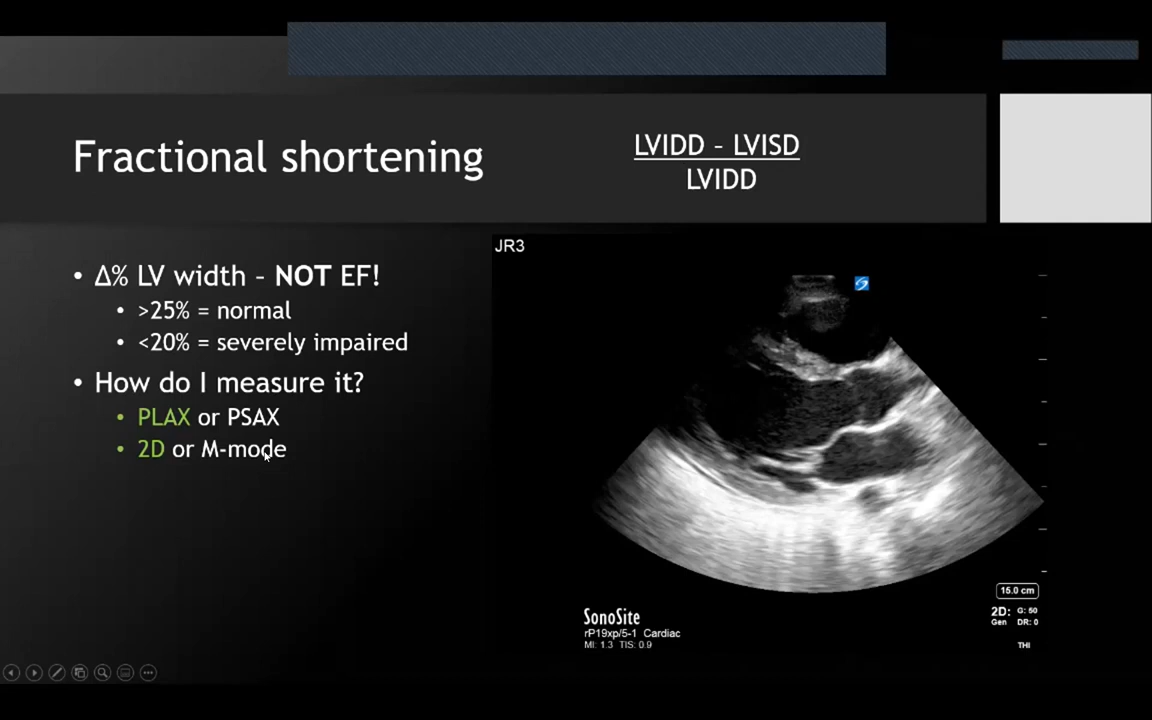 Fractional shortening
LVIDD – LVISD
LVIDD
• Δ% LV width – NOT EF!
• >25% = normal
• <20% = severely impaired
• How do I measure it?
• PLAX or PSAX
• 2D or M-mode
JR3
15.0 cm
2D: G: 50
Gen DR: 0
THI
SonoSite
rP19xp/5-1 Cardiac
MI: 1.3 TIS: 0.9